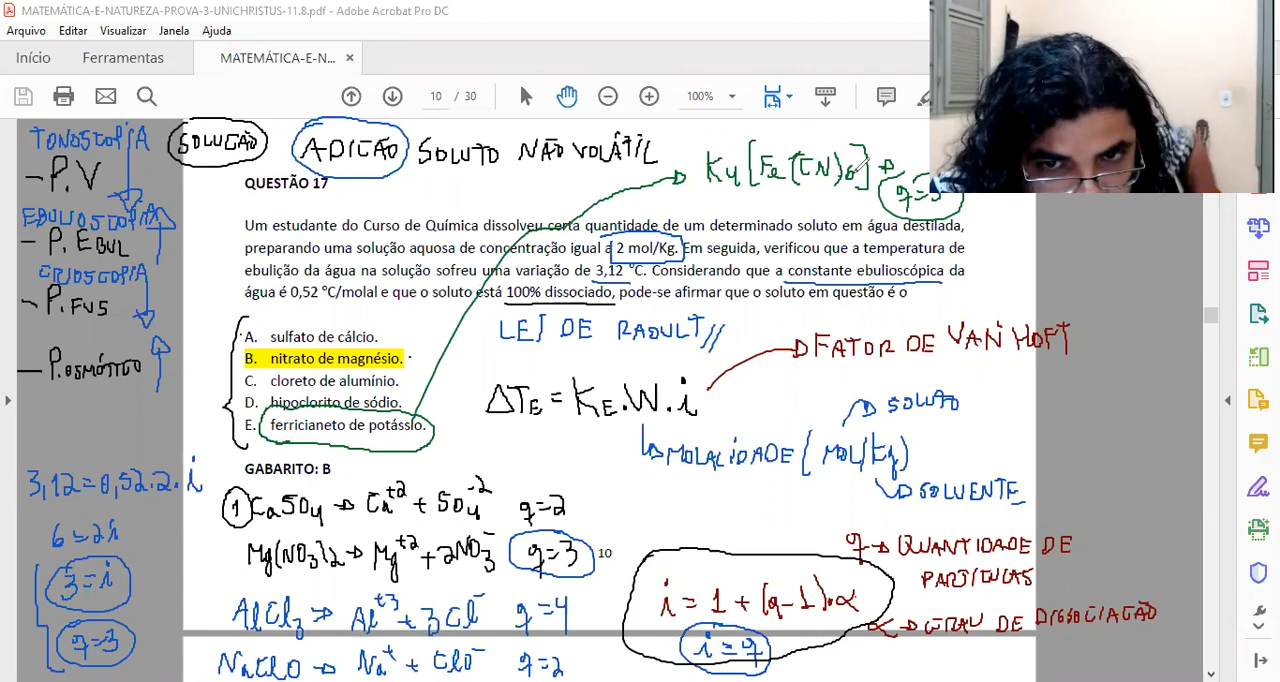 MATEMÁTICA-E-NATUREZA-PROVA-3-UNICHRISTUS-11.8.pdf - Adobe Acrobat Pro DC
Arquivo Editar Visualizar Janela Ajuda
Início Ferramentas MATEMÁTICA-E-N... ×
10 / 30 100%
SOLUCÃO ADICÃO SOLUTO NÃO VOLÁTIL
K4[Fe(CN)6]
TONOSCOPIA
- P.V
EBULIOSCOPIA
- P. EBUL
CRIOSCOPIA
- P. FUS
- P.OSMÓTICO
QUESTÃO 17
Um estudante do Curso de Química dissolveu certa quantidade de um determinado soluto em água destilada,
preparando uma solução aquosa de concentração igual a 2 mol/Kg. Em seguida, verificou que a temperatura de
ebulição da água na solução sofreu uma variação de 3,12 °C. Considerando que a constante ebulioscópica da
água é 0,52 °C/molal e que o soluto está 100% dissociado, pode-se afirmar que o soluto em questão é o
A. sulfato de cálcio.
B. nitrato de magnésio.
C. cloreto de alumínio.
D. hipoclorito de sódio.
E. ferricianeto de potássio.
GABARITO: B
LEI DE RAOULT //
FATOR DE VAN HOFT
ΔTE = KE.W.i
SOLUTO
MOLALIDADE (MOL/Kg)
SOLVENTE
3,12=0,52.2.i
6=2i
3=i
q=3
1 CaSO4 → Ca+2 + SO4-2 q=2
Mg(NO3)2 → Mg+2 + 2NO3- q=3
AlCl3 → Al+3 + 3Cl- q=4
NaClO → Na+ + ClO- q=2
10
i = 1 + (q-1).α
i = q
q → QUANTIDADE DE
PARTÍCULAS
α → GRAU DE DISSOCIACÃO